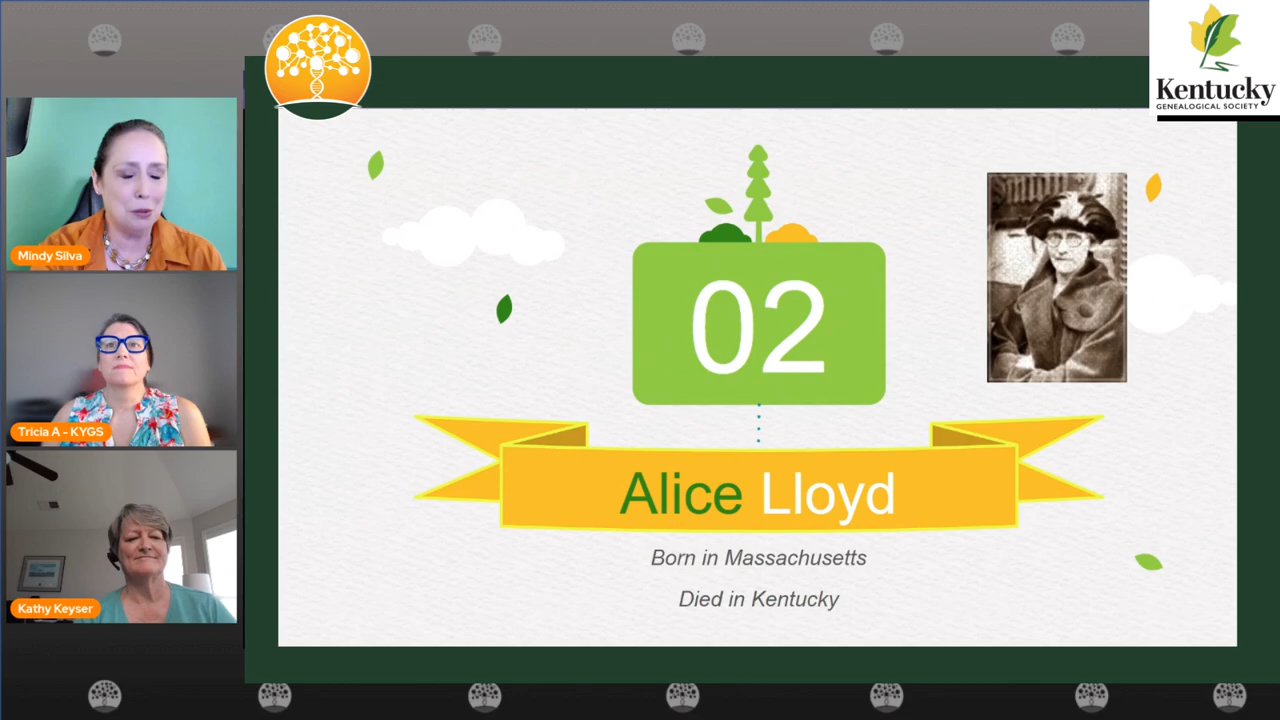 Kentucky
GENEALOGICAL SOCIETY
Mindy Silva
Tricia A - KYGS
Kathy Keyser
02
Alice Lloyd
Born in Massachusetts
Died in Kentucky